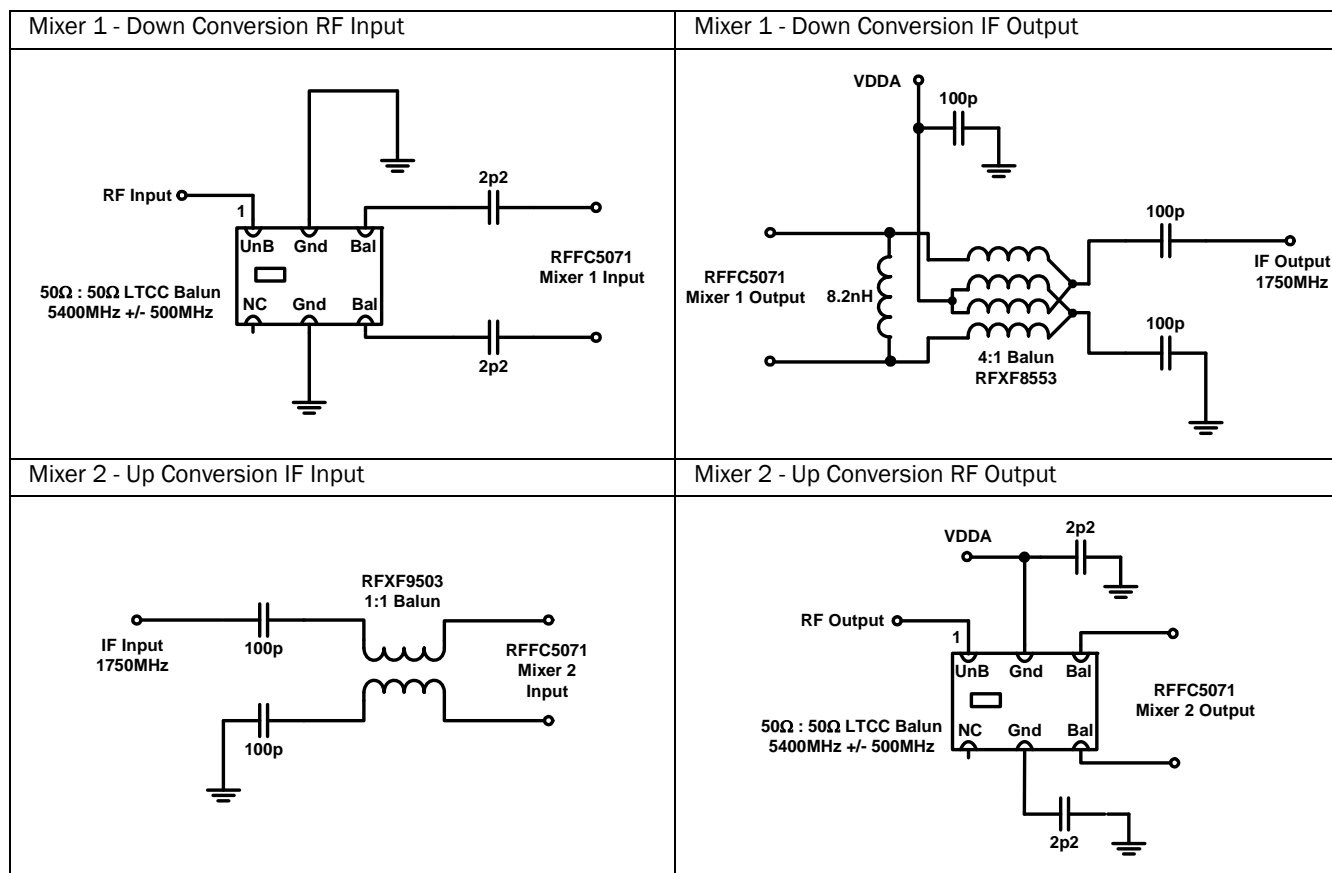 Mixer 1 - Down Conversion RF Input
RF Input
1
UnB Gnd Bal
NC Gnd Bal
50Ω : 50Ω LTCC Balun
5400MHz +/- 500MHz
2p2
2p2
RFFC5071
Mixer 1 Input
Mixer 1 - Down Conversion IF Output
VDDA
100p
RFFC5071
Mixer 1 Output
8.2nH
4:1 Balun
RFXF8553
100p
IF Output
1750MHz
100p
Mixer 2 - Up Conversion IF Input
IF Input
1750MHz
100p
100p
RFXF9503
1:1 Balun
RFFC5071
Mixer 2
Input
Mixer 2 - Up Conversion RF Output
VDDA
2p2
RF Output
1
UnB Gnd Bal
NC Gnd Bal
50Ω : 50Ω LTCC Balun
5400MHz +/- 500MHz
RFFC5071
Mixer 2 Output
2p2